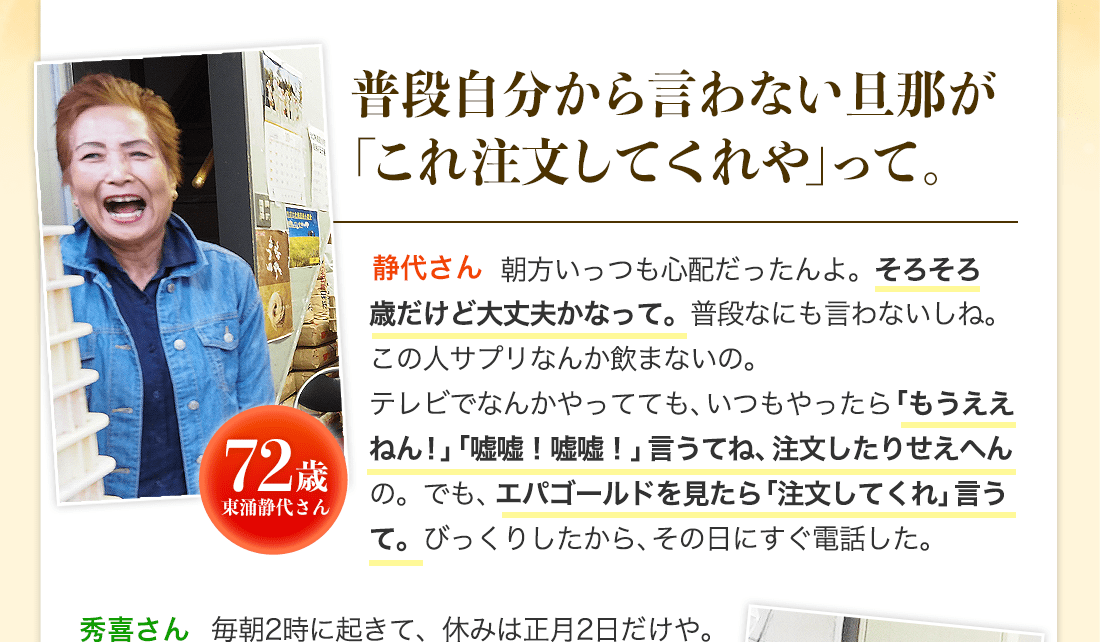 普段自分から言わない旦那が
「これ注文してくれや」って。
静代さん 朝方いっつも心配だったんよ。そろそろ
歳だけど大丈夫かなって。普段なにも言わないしね。
この人サプリなんか飲まないの。
テレビでなんかやってても、いつもやったら「もうええ
ねん！」「嘘嘘！嘘嘘！」言うてね、注文したりせえへん
の。でも、エパゴールドを見たら「注文してくれ」言う
て。びっくりしたから、その日にすぐ電話した。
72歳
東涌静代さん
秀喜さん 毎朝2時に起きて、休みは正月2日だけや。